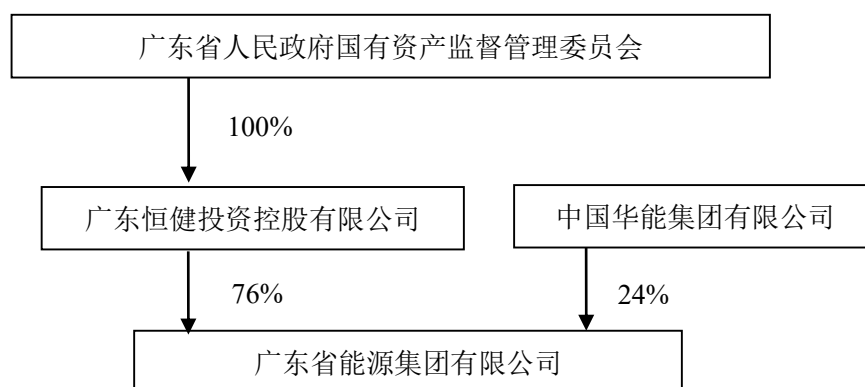 广东省人民政府国有资产监督管理委员会
100%
广东恒健投资控股有限公司
中国华能集团有限公司
76%
24%
广东省能源集团有限公司